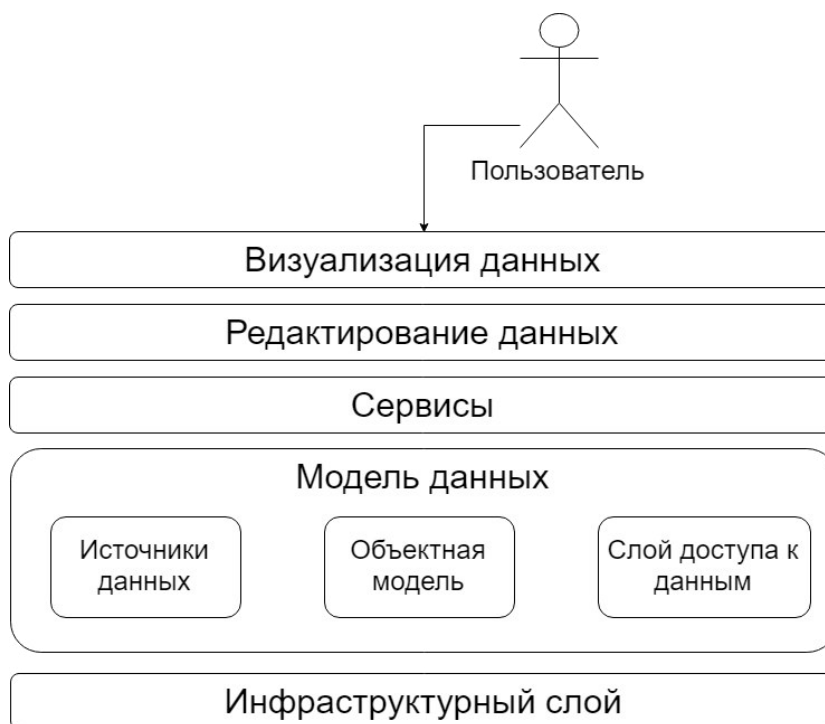 Пользователь
Визуализация данных
Редактирование данных
Сервисы
Модель данных
Источники
данных
Объектная
модель
Слой доступа к
данным
Инфраструктурный слой